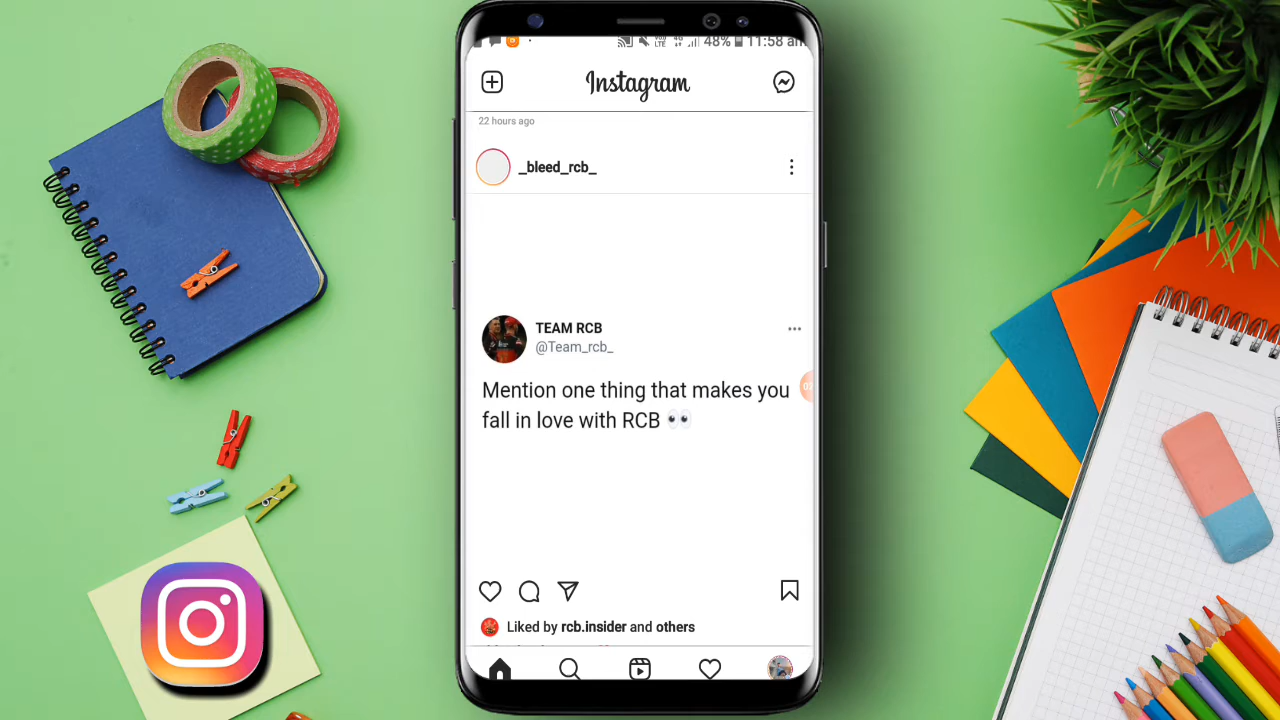 48% 11:58 am
Instagram
22 hours ago
_bleed_rcb_
TEAM RCB
@Team_rcb_
Mention one thing that makes you
fall in love with RCB 👀
Liked by rcb.insider and others